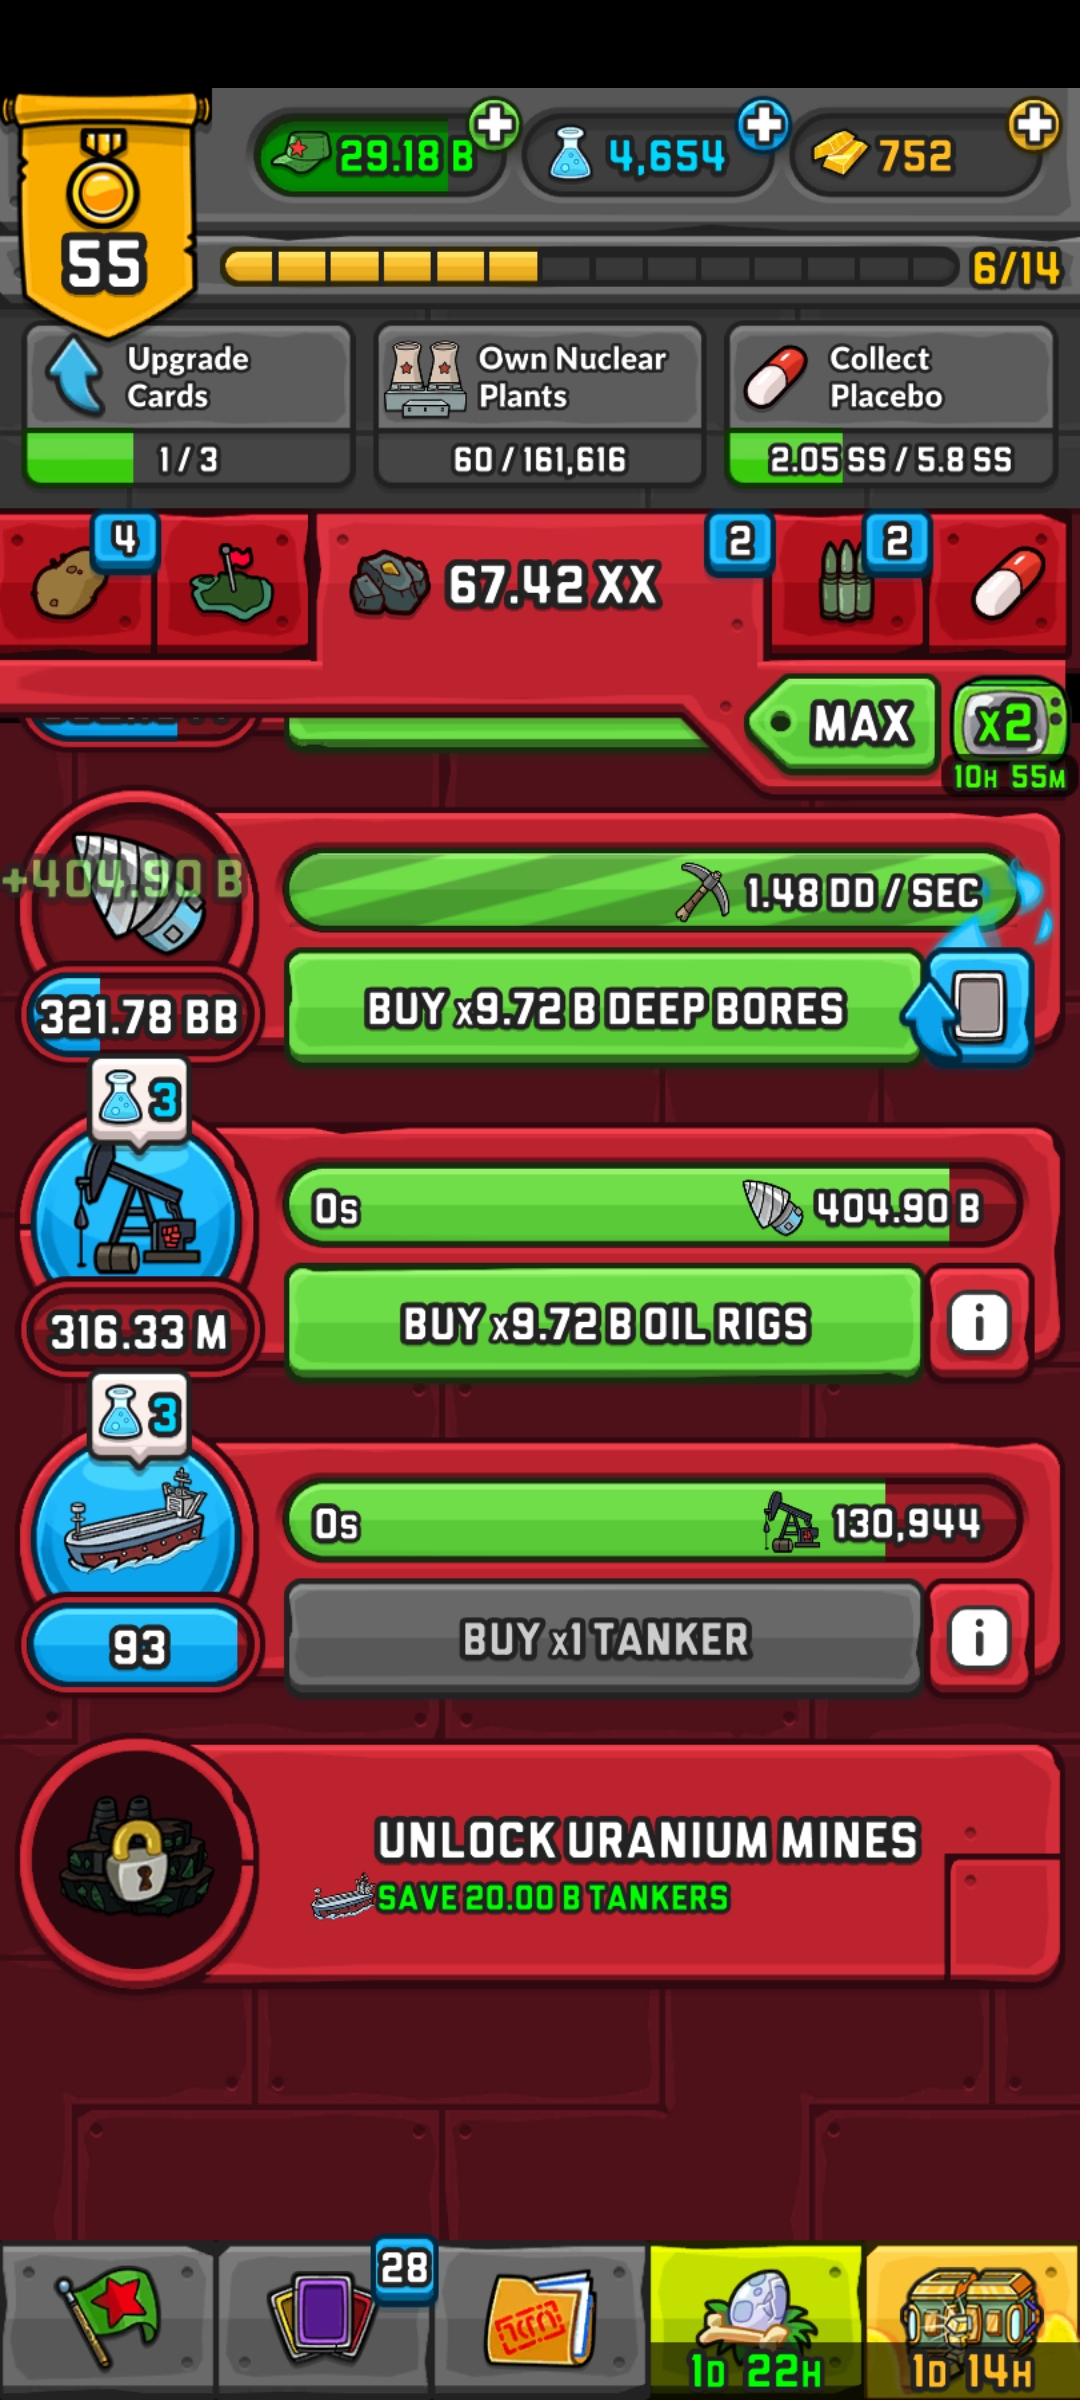 29.18 B
4,654
752
55
6/14
Upgrade
Cards
1 / 3
Own Nuclear
Plants
60 / 161,616
Collect
Placebo
2.05 SS / 5.8 SS
4
67.42 XX
2
2
MAX
x2
10H 55M
+404.90 B
1.48 DD / SEC
321.78 BB
BUY x9.72 B DEEP BORES
3
0s
404.90 B
316.33 M
BUY x9.72 B OIL RIGS
i
3
0s
130,944
93
BUY x1 TANKER
i
UNLOCK URANIUM MINES
SAVE 20.00 B TANKERS
28
1D 22H
1D 14H